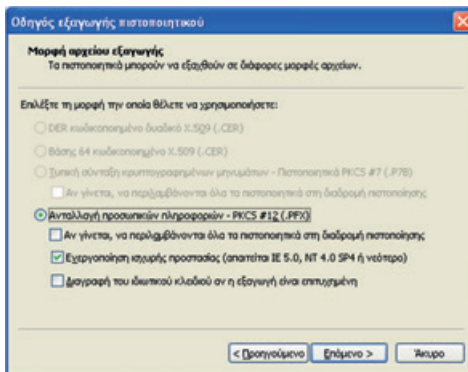 Οδηγός εξαγωγής πιστοποιητικού
Μορφή αρχείου εξαγωγής
Τα πιστοποιητικά μπορούν να εξαχθούν σε διάφορες μορφές αρχείων.
Επιλέξτε τη μορφή την οποία θέλετε να χρησιμοποιήσετε:
DER κωδικοποιημένο δυαδικό X.509 (.CER)
Βάσης 64 κωδικοποιημένο X.509 (.CER)
Τυπική σύνταξη κρυπτογραφημένων μηνυμάτων - Πιστοποιητικά PKCS #7 (.P7B)
Αν γίνεται, να περιλαμβάνονται όλα τα πιστοποιητικά στη διαδρομή πιστοποίησης
Ανταλλαγή προσωπικών πληροφοριών - PKCS #12 (.PFX)
Αν γίνεται, να περιλαμβάνονται όλα τα πιστοποιητικά στη διαδρομή πιστοποίησης
Ενεργοποίηση ισχυρής προστασίας (απαιτείται IE 5.0, NT 4.0 SP4 ή νεότερο)
Διαγραφή του ιδιωτικού κλειδιού αν η εξαγωγή είναι επιτυχημένη
< Προηγούμενο Επόμενο > Άκυρο